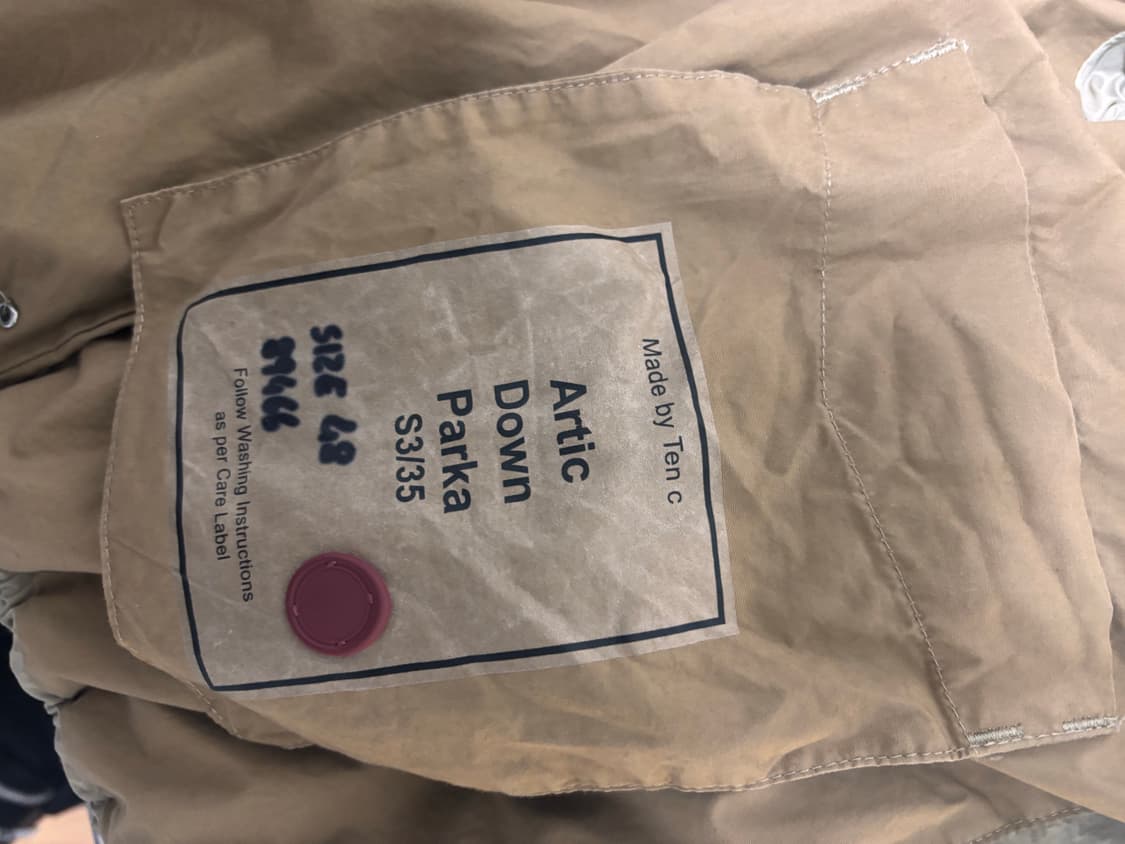 Made by Ten c
Artic
Down
Parka
S3/35
SIZE 48
89466
Follow Washing Instructions
as per Care Label